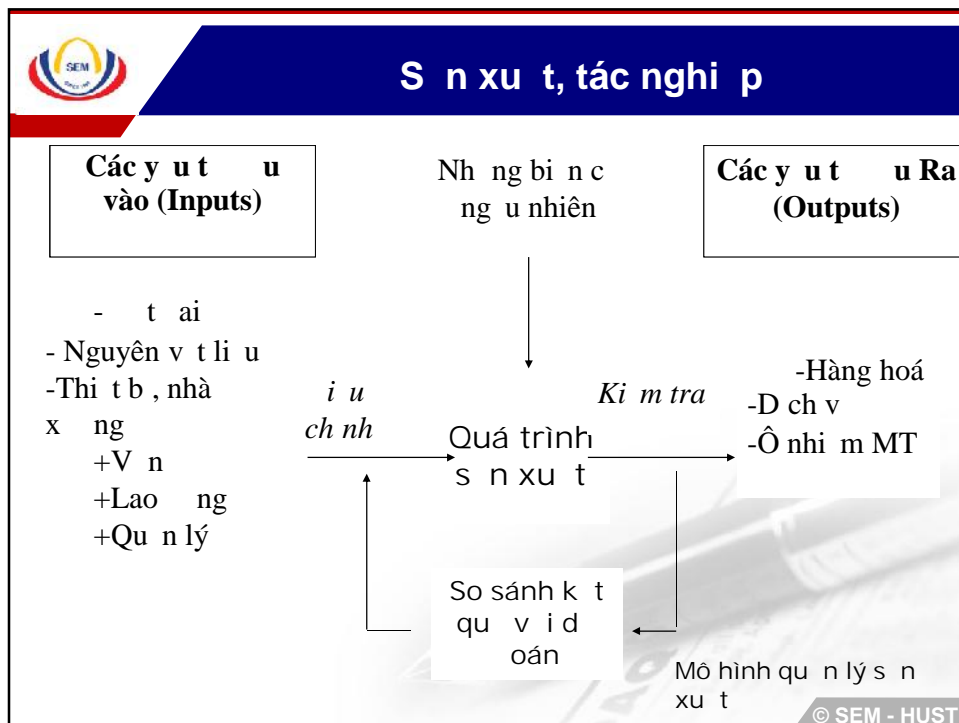 SEM
S n xu t, tác nghi p
Các y u t u
vào (Inputs)
Nh ng bi n c
ng u nhiên
Các y u t u Ra
(Outputs)
- t ai
- Nguyên v t li u
-Thi t b , nhà
x ng
+V n
+Lao ng
+Qu n lý
i u
ch nh
Quá trình
s n xu t
Ki m tra
-Hàng hoá
-D ch v
-Ô nhi m MT
So sánh k t
qu v i d
oán
Mô hình qu n lý s n
xu t
© SEM - HUST